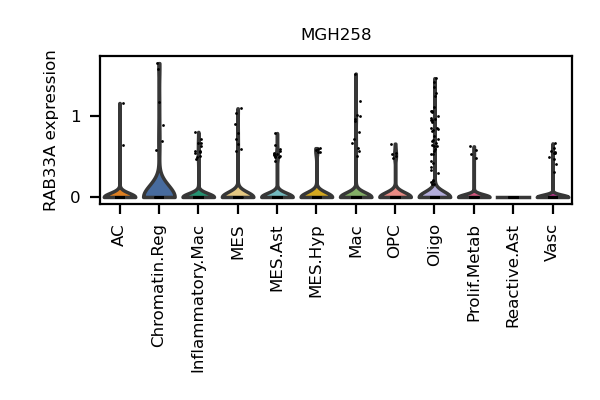 MGH258
RAB33A expression
1
0
AC
Chromatin.Reg
Inflammatory.Mac
MES
MES.Ast
MES.Hyp
Mac
OPC
Oligo
Prolif.Metab
Reactive.Ast
Vasc